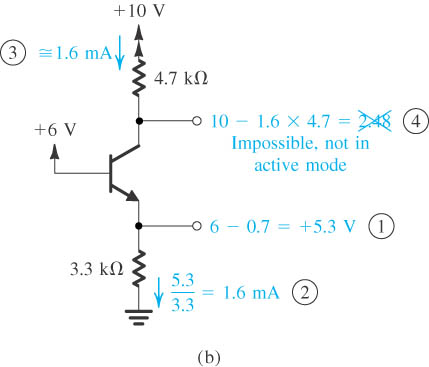 +10 V
③ ≅1.6 mA
4.7 kΩ
10 − 1.6 × 4.7 = 2.48 ④
Impossible, not in
active mode
+6 V
6 − 0.7 = +5.3 V ①
3.3 kΩ
5.3
3.3
= 1.6 mA ②
(b)